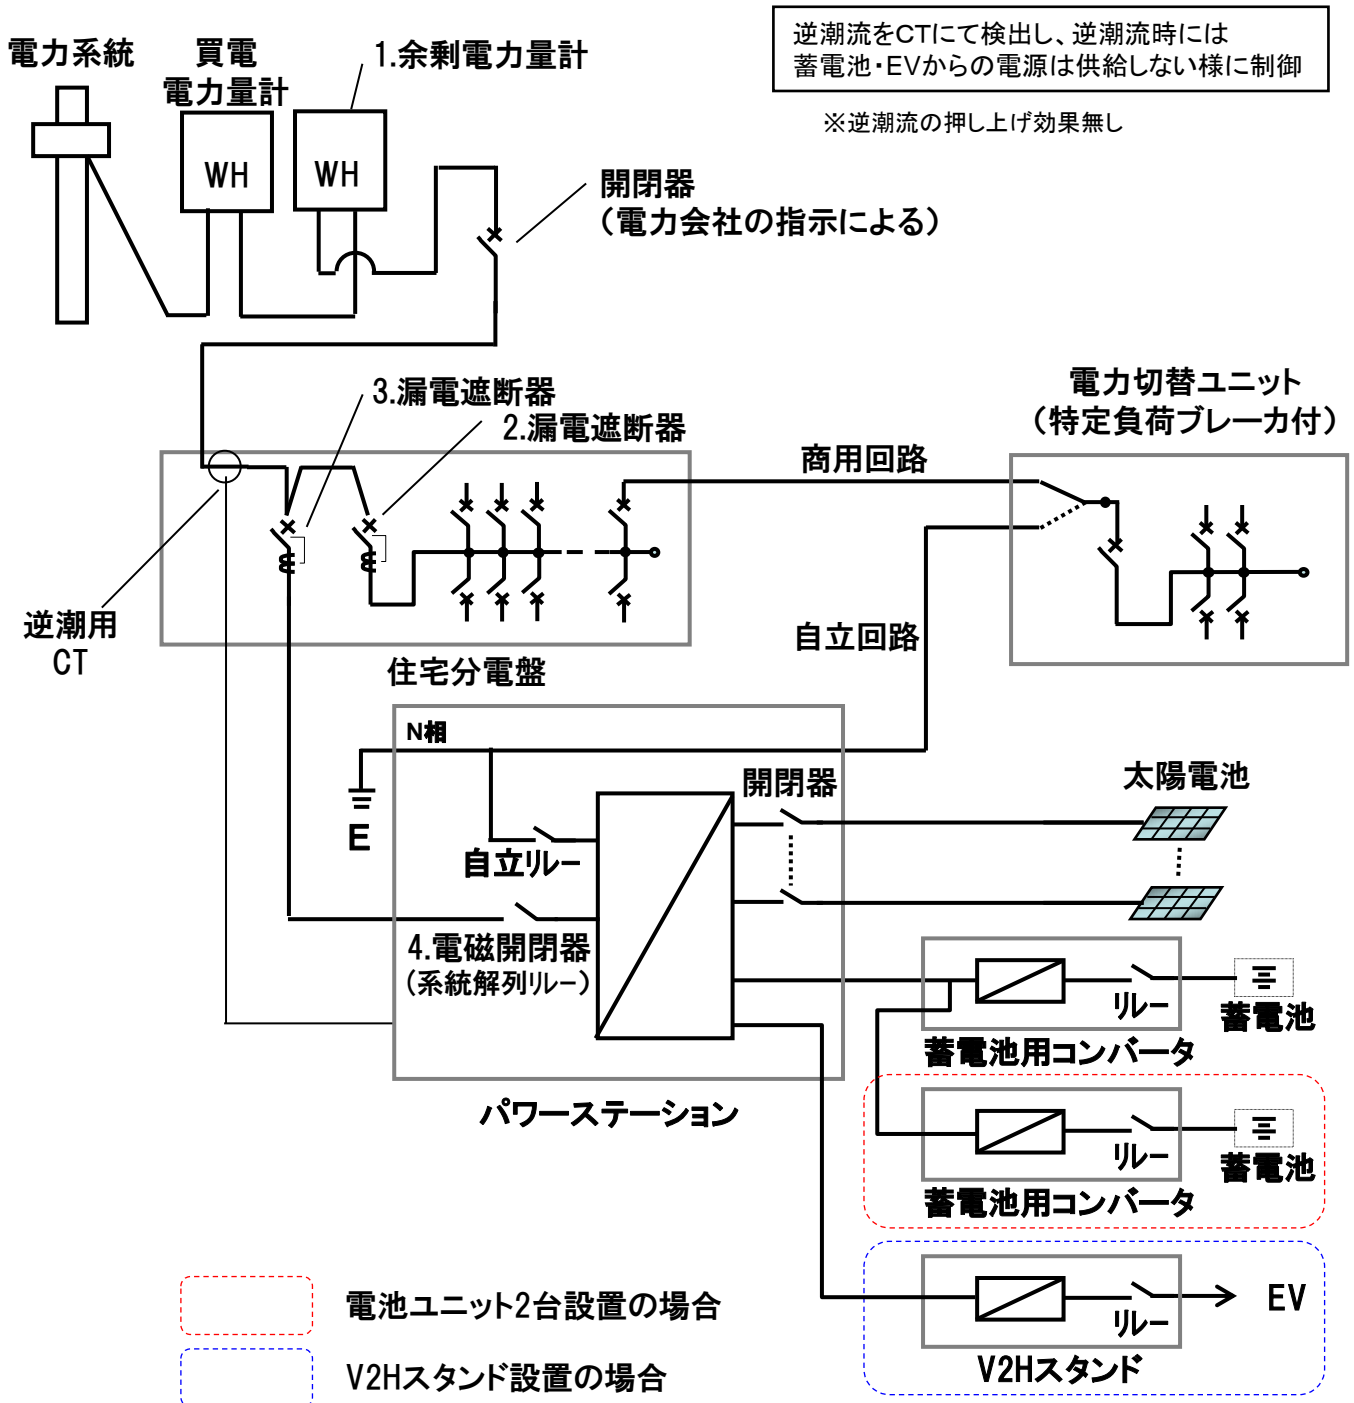 逆潮流をCTにて検出し、逆潮流時には
蓄電池・EVからの電源は供給しない様に制御
※逆潮流の押し上げ効果無し
電力系統
買電
電力量計
1.余剰電力量計
WH
WH
開閉器
（電力会社の指示による）
3.漏電遮断器
2.漏電遮断器
電力切替ユニット
（特定負荷ブレーカ付）
商用回路
自立回路
逆潮用
CT
住宅分電盤
N相
E
自立リレー
開閉器
太陽電池
4.電磁開閉器
（系統解列リレー）
リレー
蓄電池
蓄電池用コンバータ
パワーステーション
リレー
蓄電池
蓄電池用コンバータ
リレー
EV
V2Hスタンド
電池ユニット2台設置の場合
V2Hスタンド設置の場合